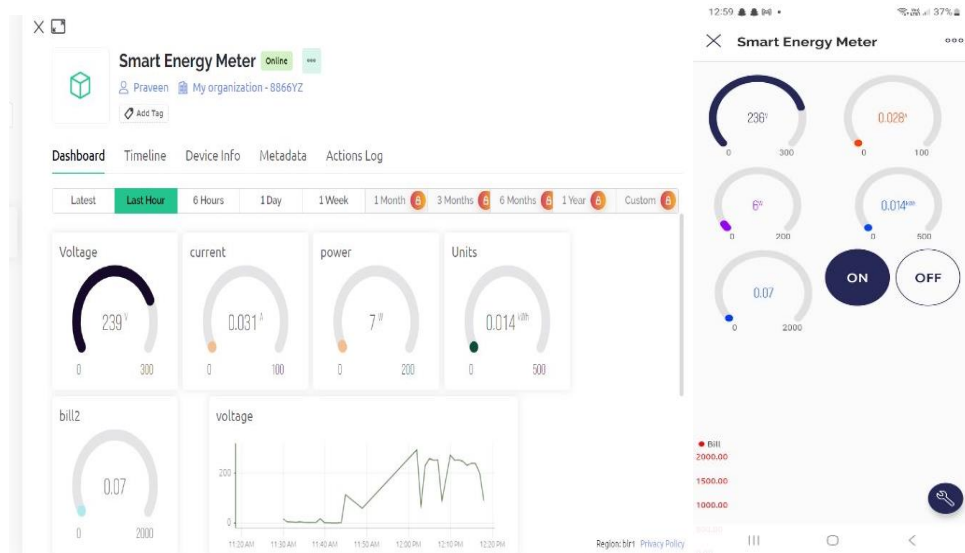 Smart Energy Meter Online
Praveen My organization - 8866YZ
Add Tag
Dashboard Timeline Device Info Metadata Actions Log
Latest Last Hour 6 Hours 1 Day 1 Week 1 Month 3 Months 6 Months 1 Year Custom
Voltage current power Units
239 V 0.031 A 7 W 0.014 kWh
0 300 0 100 0 200 0 500
bill2 voltage
0.07
0 2000
200
0
11:20 AM 11:30 AM 11:40 AM 11:50 AM 12:00 PM 12:10 PM 12:20 PM
Region: blr1 Privacy Policy
12:59 37%
Smart Energy Meter
236V 0.028A
0 300 0 100
6W 0.014kWh
0 200 0 500
0.07 ON OFF
0 2000
Bill
2000.00
1500.00
1000.00